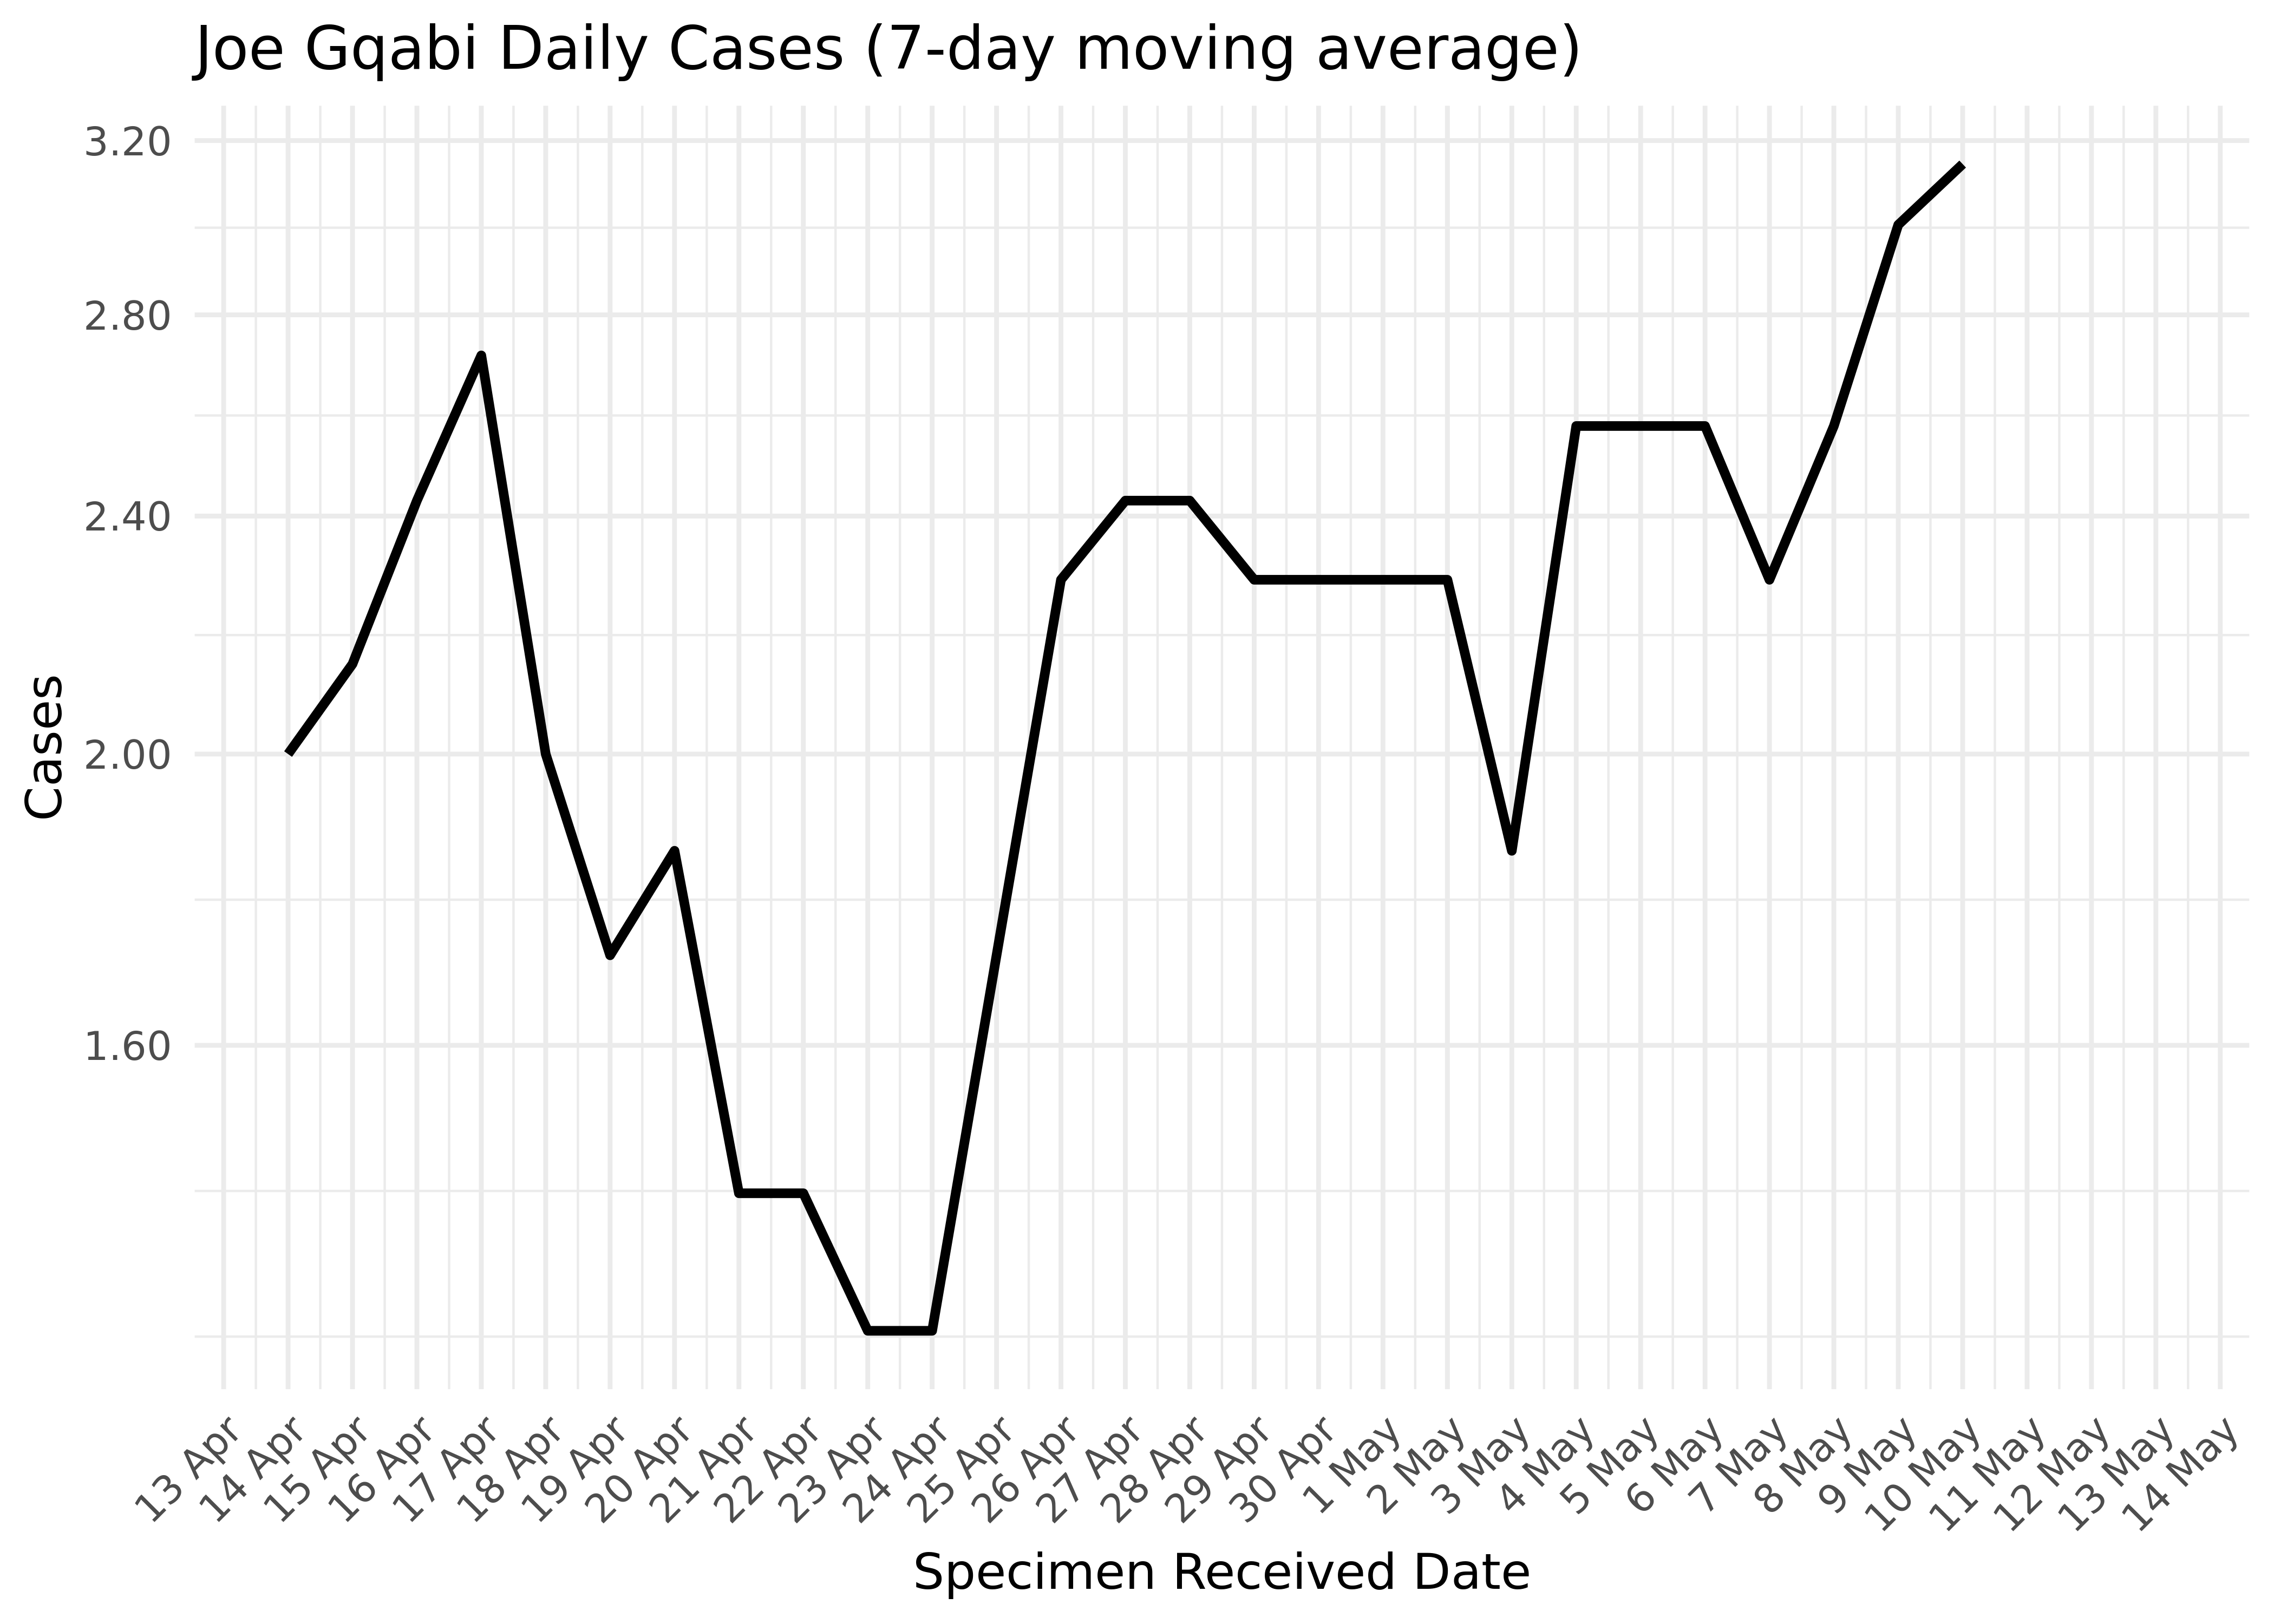 Joe Gqabi Daily Cases (7-day moving average)
3.20
2.80
2.40
2.00
1.60
Cases
13 Apr
14 Apr
15 Apr
16 Apr
17 Apr
18 Apr
19 Apr
20 Apr
21 Apr
22 Apr
23 Apr
24 Apr
25 Apr
26 Apr
27 Apr
28 Apr
29 Apr
30 Apr
1 May
2 May
3 May
4 May
5 May
6 May
7 May
8 May
9 May
10 May
11 May
12 May
13 May
14 May
Specimen Received Date